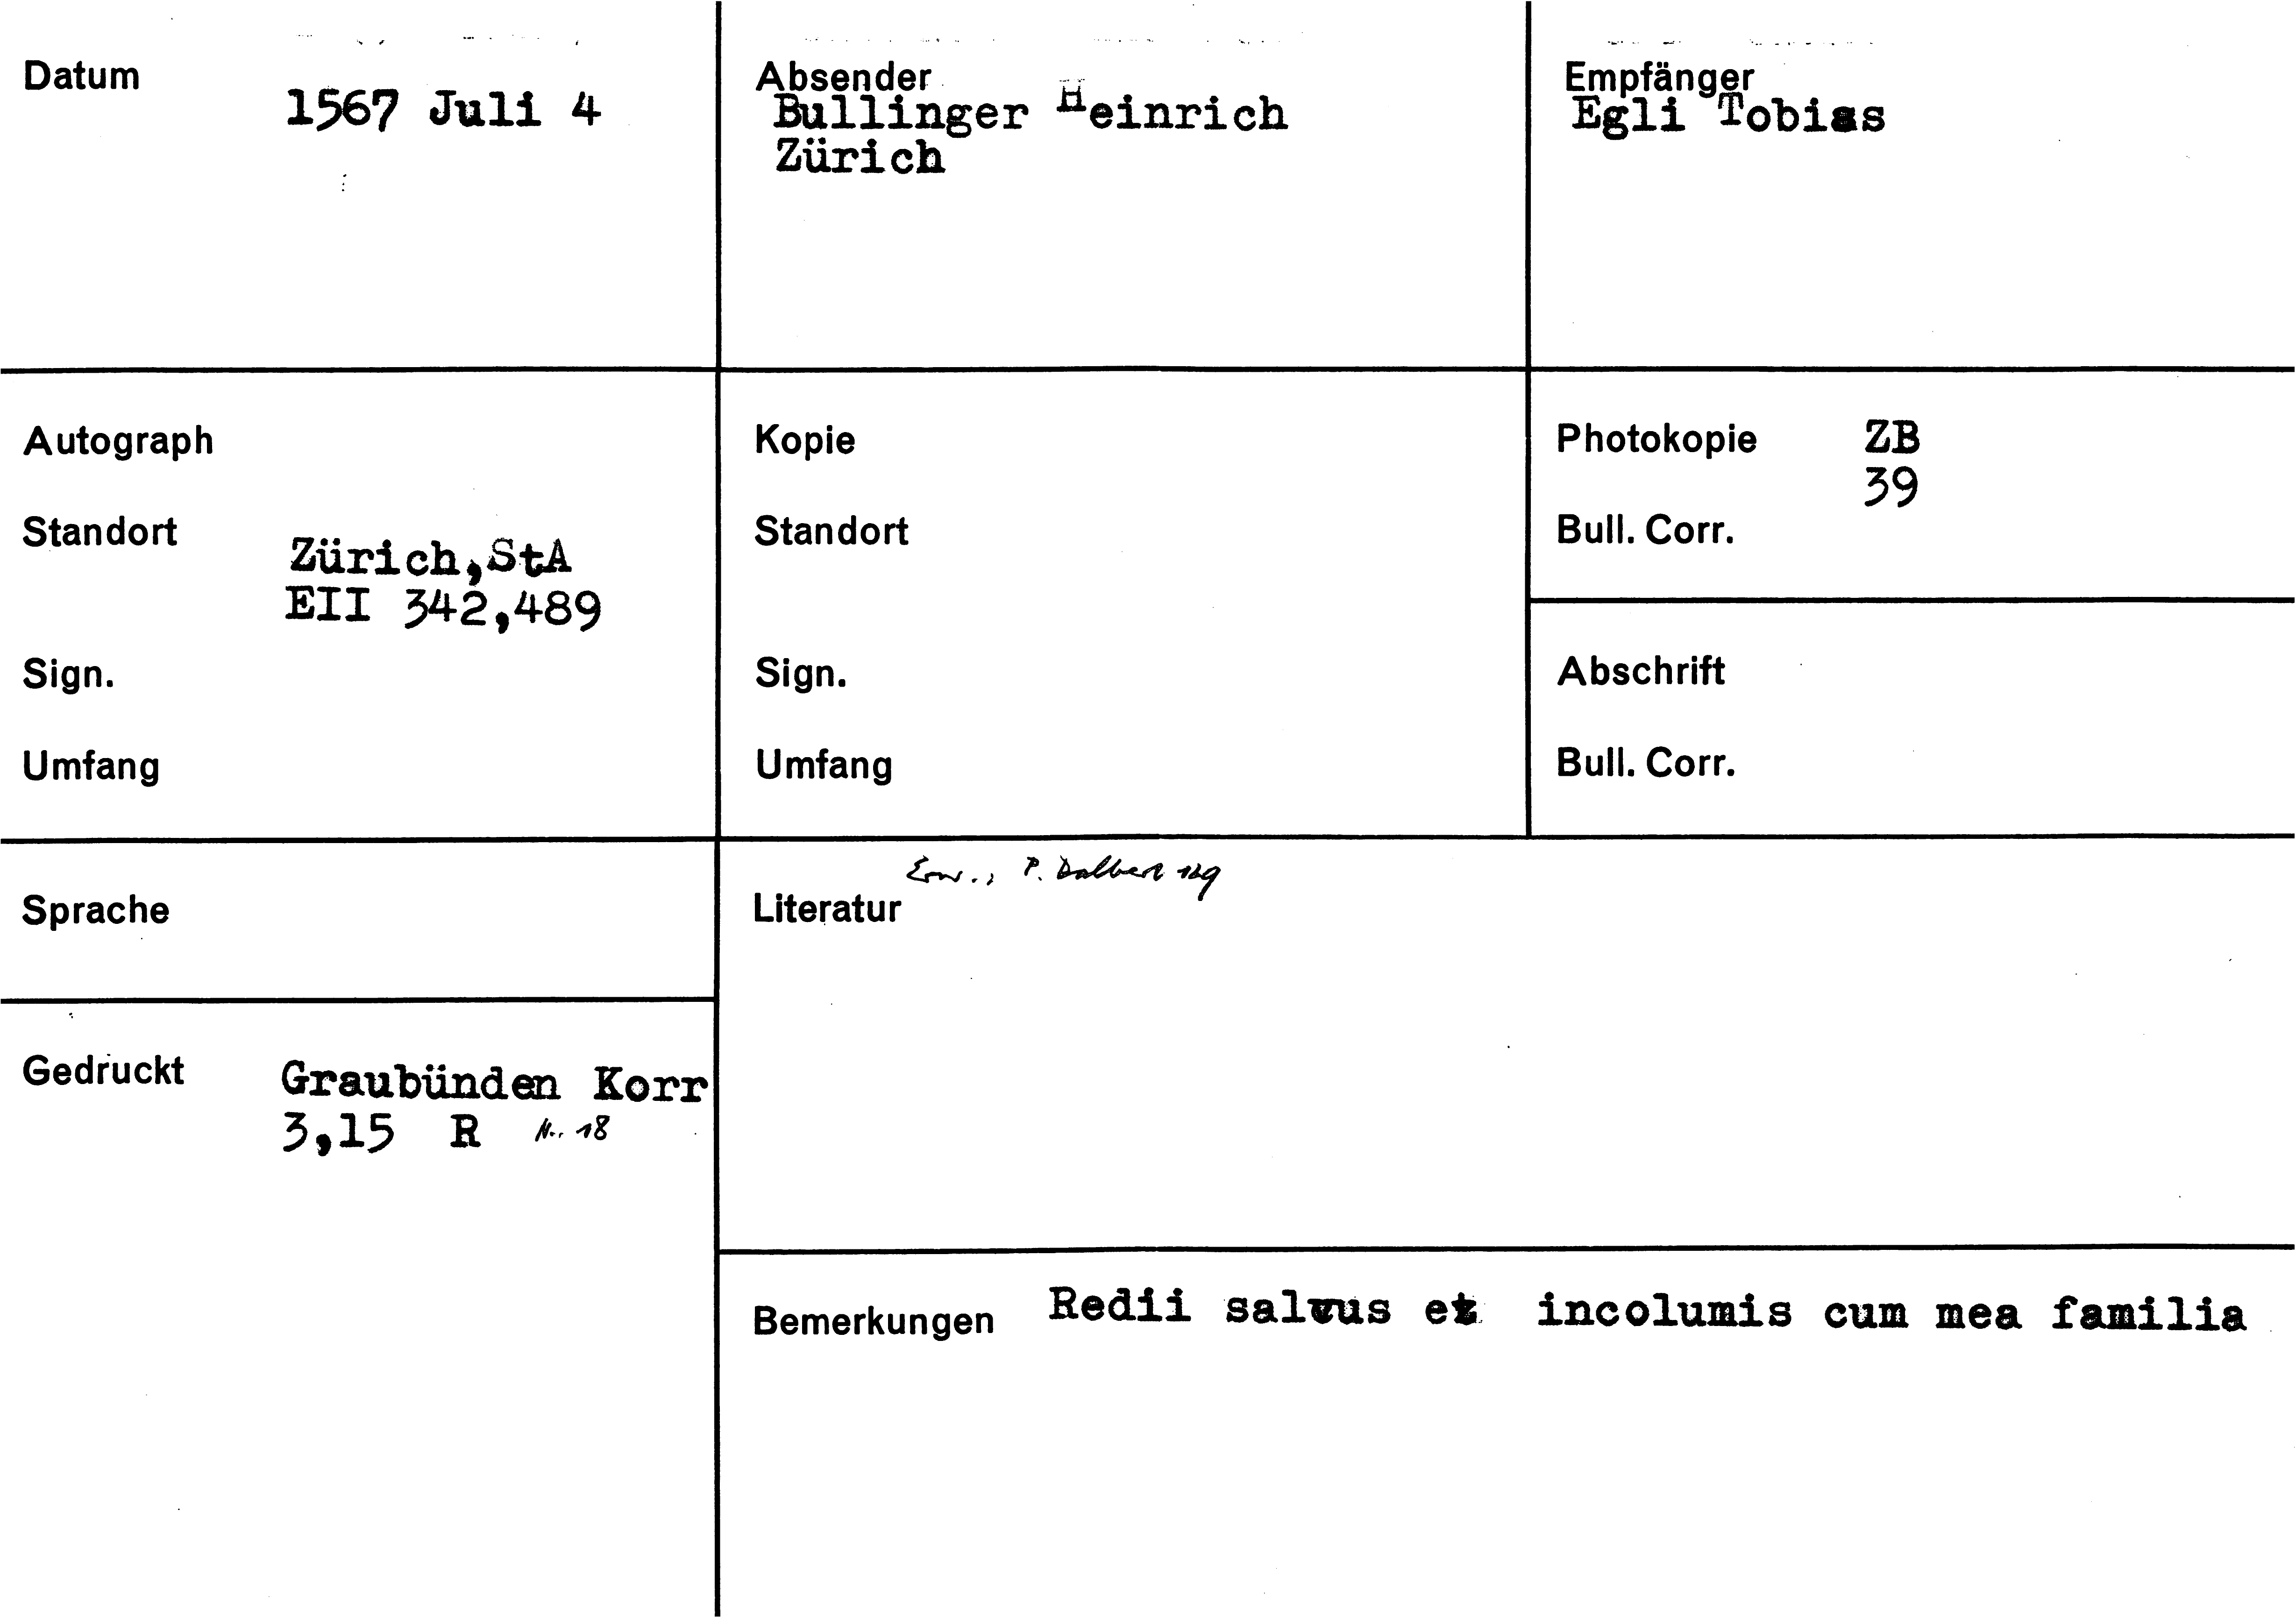 Datum
1567 Juli 4
Absender
Bullinger Heinrich
Zürich
Empfänger
Egli Tobias
Autograph
Standort
Zürich,StA
EII 342,489
Sign.
Umfang
Kopie
Standort
Sign.
Umfang
Photokopie ZB
39
Bull. Corr.
Abschrift
Bull. Corr.
Sprache
Gedruckt
Graubünden Korr
3,15 R Nr. 18
P. Dalbert 129
Literatur
Bemerkungen Redii salvus et incolumis cum mea familia